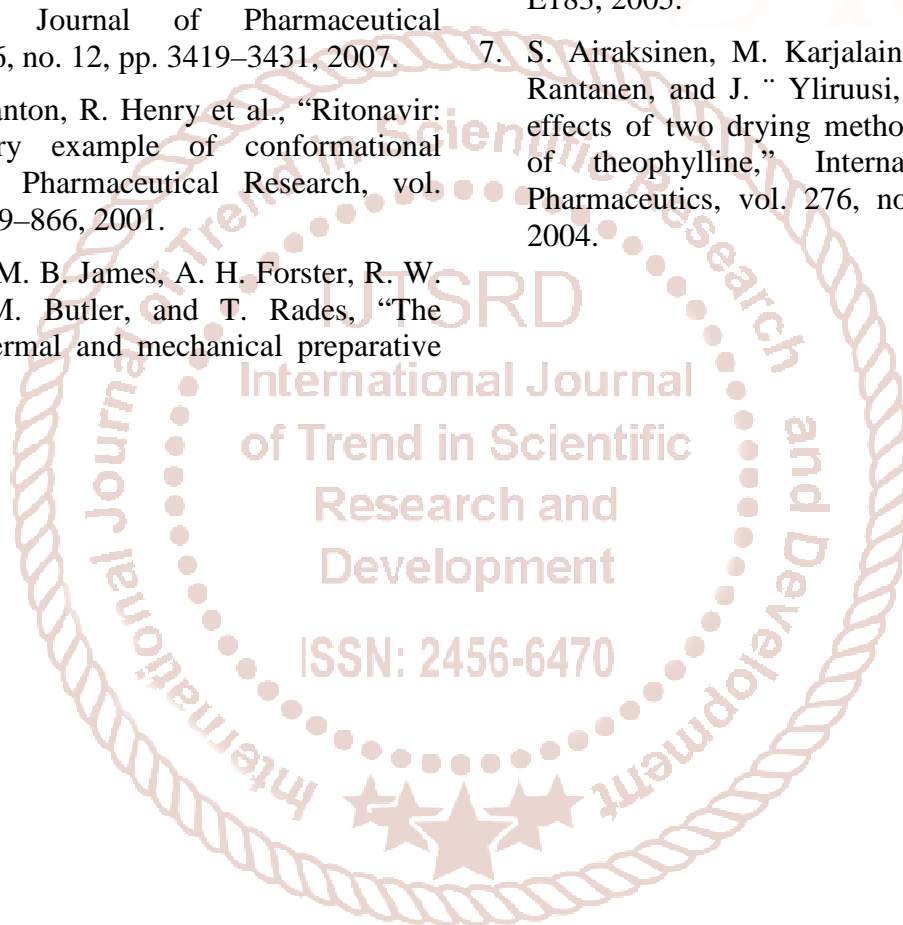 Journal of Pharmaceutical
6, no. 12, pp. 3419–3431, 2007.
anton, R. Henry et al., “Ritonavir:
ry example of conformational
Pharmaceutical Research, vol.
9–866, 2001.
M. B. James, A. H. Forster, R. W.
M. Butler, and T. Rades, “The
ermal and mechanical preparative
E185, 2005.
7. S. Airaksinen, M. Karjalain
Rantanen, and J. ¨ Yliruusi,
effects of two drying metho
of theophylline,” Interna
Pharmaceutics, vol. 276, no
2004.
International Journal of Trend in Scientific Research and Development
IJTSRD
International Journal
of Trend in Scientific
Research and
Development
ISSN: 2456-6470